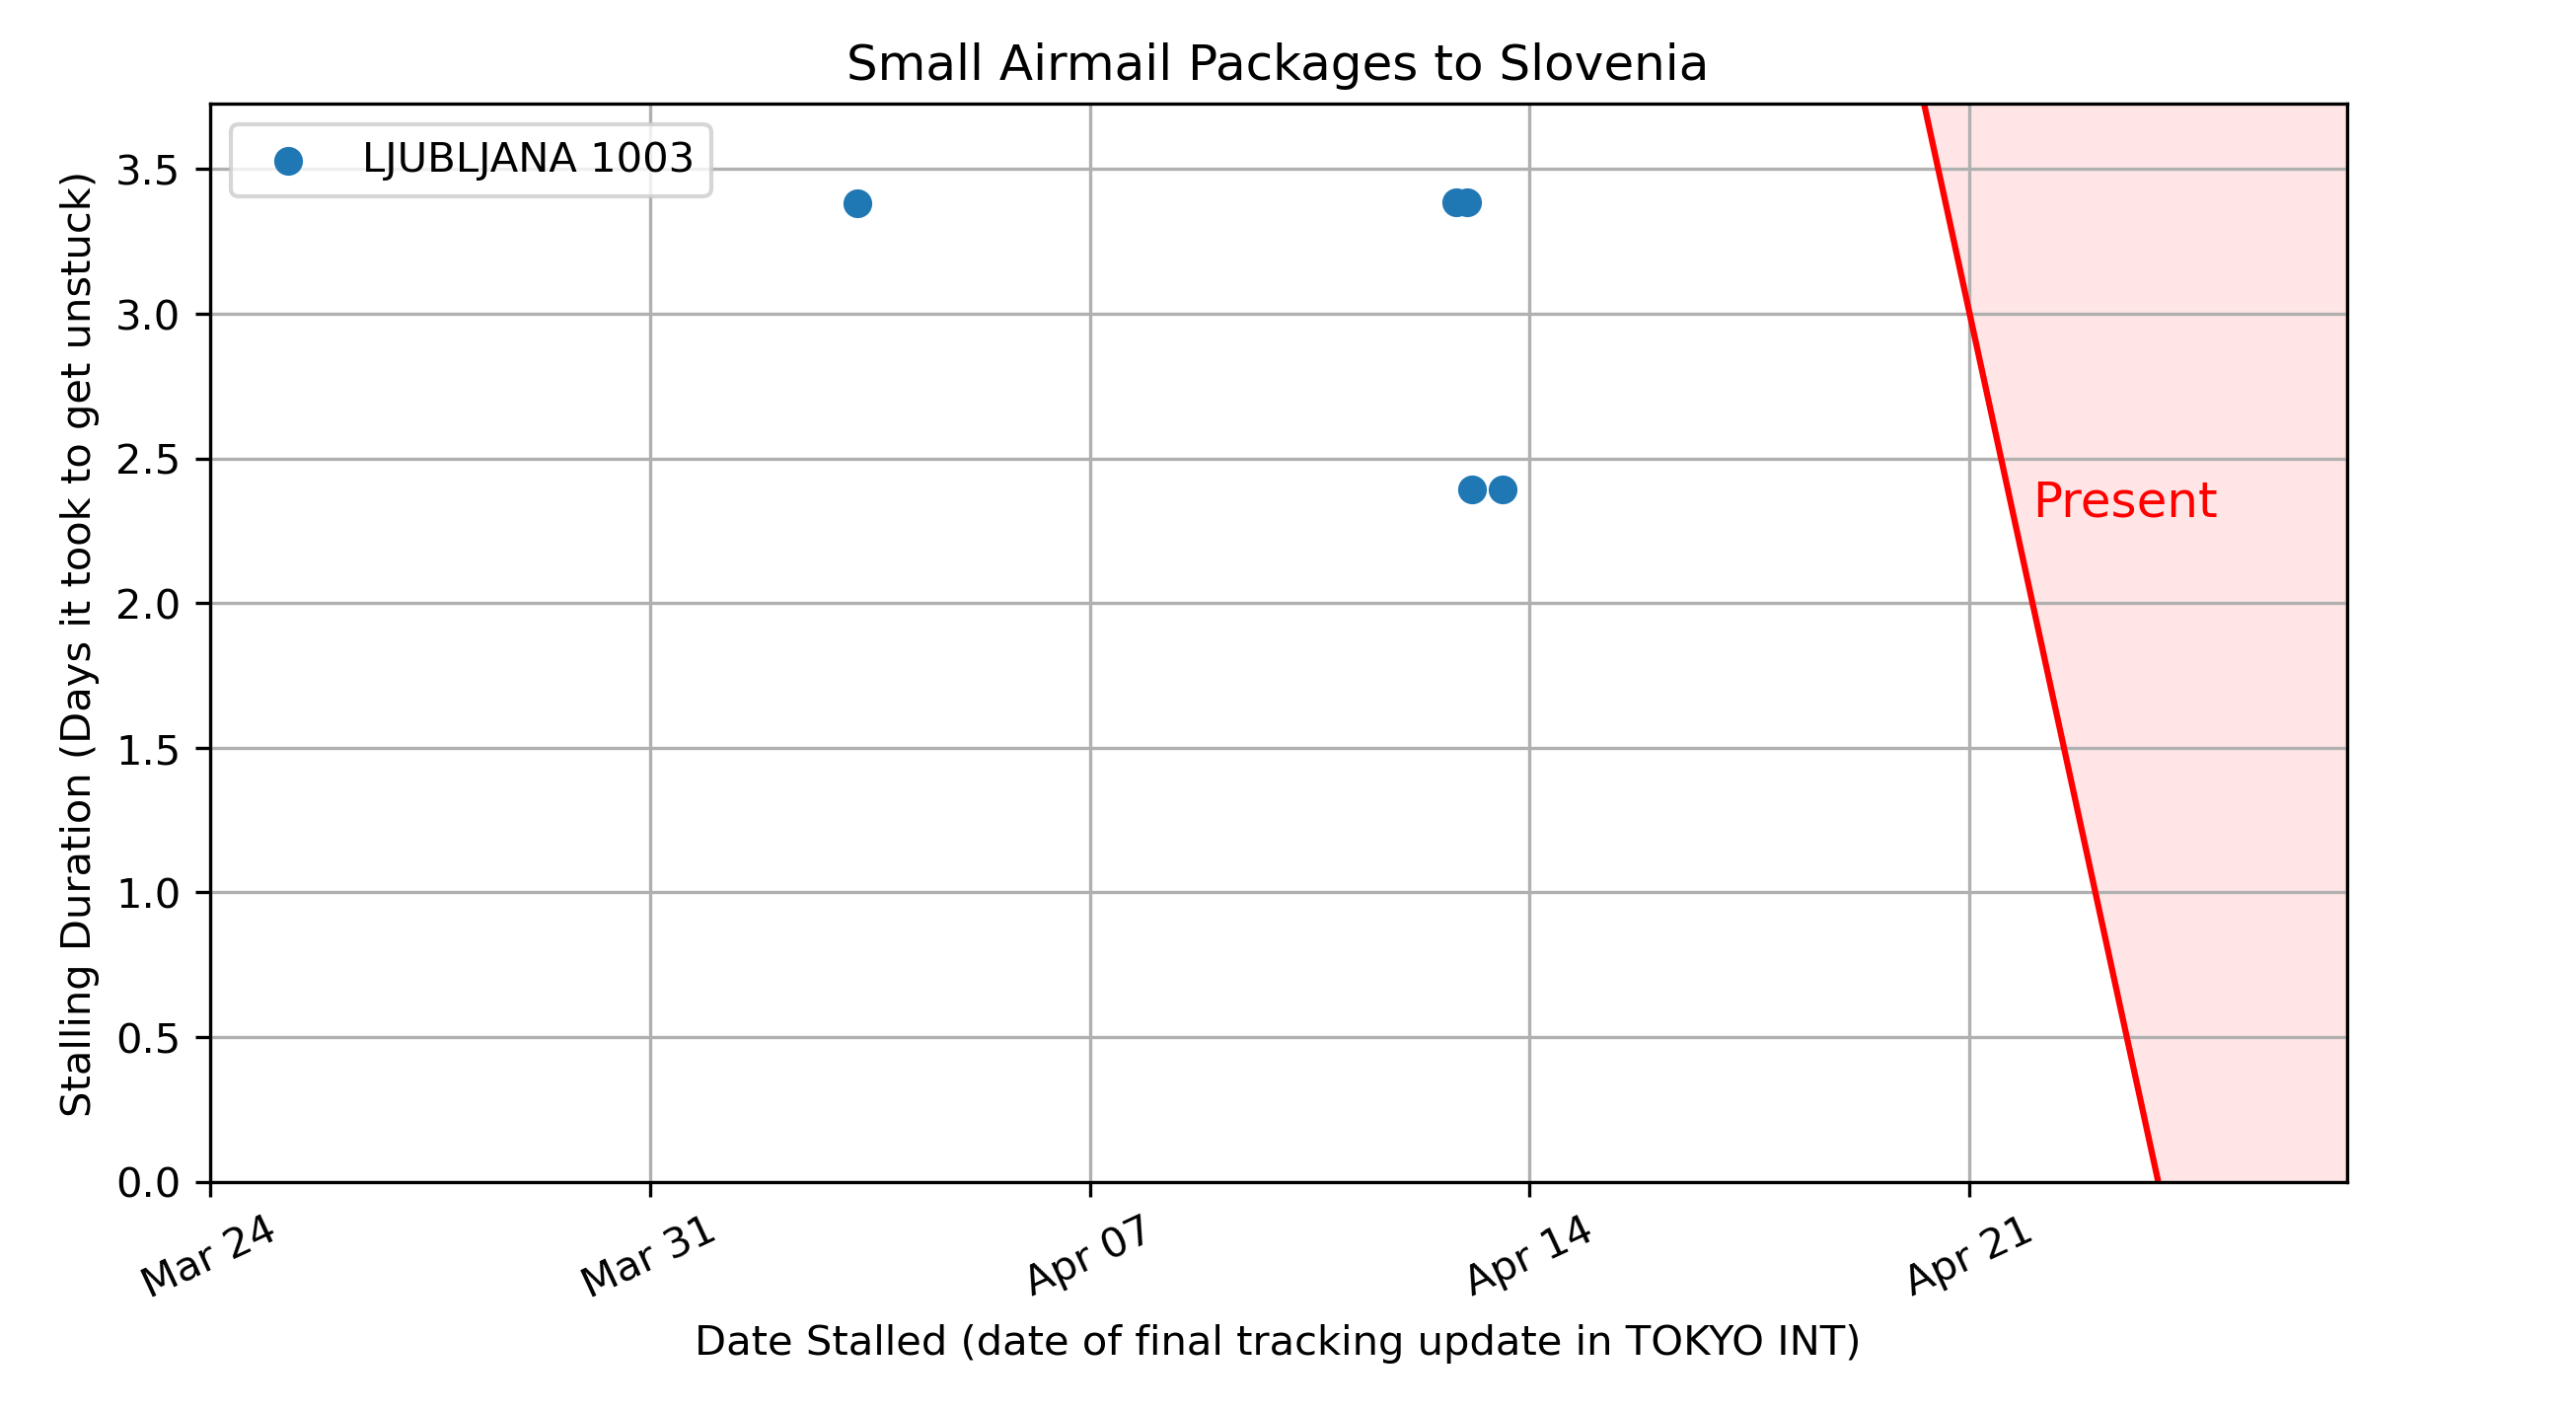 Small Airmail Packages to Slovenia
LJUBLJANA 1003
Stalling Duration (Days it took to get unstuck)
3.5
3.0
2.5
2.0
1.5
1.0
0.5
0.0
Present
Mar 24
Mar 31
Apr 07
Apr 14
Apr 21
Date Stalled (date of final tracking update in TOKYO INT)